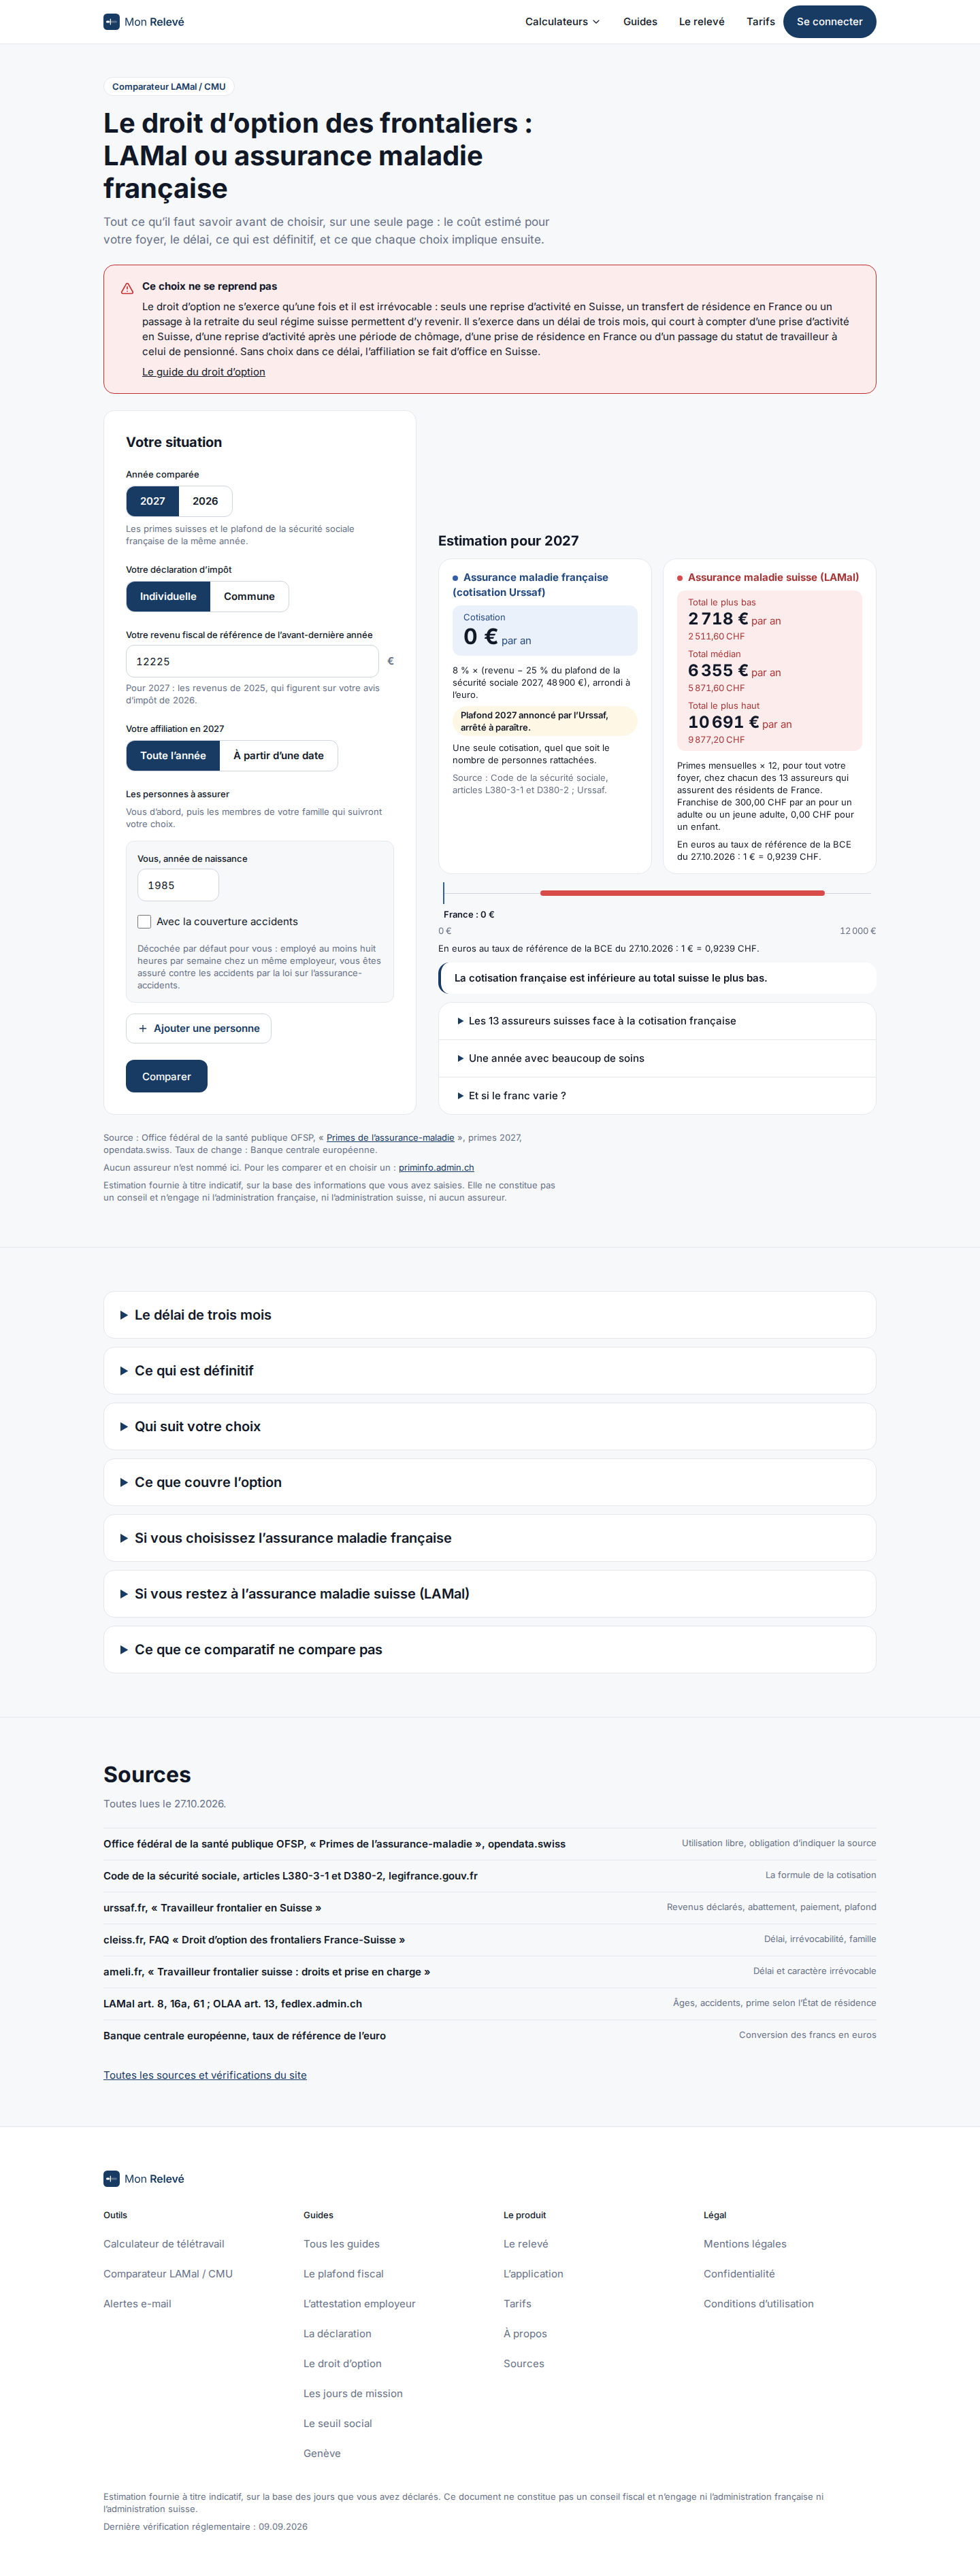 Mon Relevé
Calculateurs
Guides
Le relevé
Tarifs
Se connecter
Comparateur LAMal / CMU
Le droit d’option des frontaliers :
LAMal ou assurance maladie
française
Tout ce qu’il faut savoir avant de choisir, sur une seule page : le coût estimé pour
votre foyer, le délai, ce qui est définitif, et ce que chaque choix implique ensuite.
Ce choix ne se reprend pas
Le droit d’option ne s’exerce qu’une fois et il est irrévocable : seuls une reprise d’activité en Suisse, un transfert de résidence en France ou un
passage à la retraite du seul régime suisse permettent d’y revenir. Il s’exerce dans un délai de trois mois, qui court à compter d’une prise d’activité
en Suisse, d’une reprise d’activité après une période de chômage, d’une prise de résidence en France ou d’un passage du statut de travailleur à
celui de pensionné. Sans choix dans ce délai, l’affiliation se fait d’office en Suisse.
Le guide du droit d’option
Votre situation
Année comparée
2027
2026
Les primes suisses et le plafond de la sécurité sociale
française de la même année.
Votre déclaration d’impôt
Individuelle
Commune
Votre revenu fiscal de référence de l’avant-dernière année
12225
€
Pour 2027 : les revenus de 2025, qui figurent sur votre avis
d’impôt de 2026.
Votre affiliation en 2027
Toute l’année
À partir d’une date
Les personnes à assurer
Vous d’abord, puis les membres de votre famille qui suivront
votre choix.
Vous, année de naissance
1985
Avec la couverture accidents
Décochée par défaut pour vous : employé au moins huit
heures par semaine chez un même employeur, vous êtes
assuré contre les accidents par la loi sur l’assurance-
accidents.
Ajouter une personne
Comparer
Estimation pour 2027
Assurance maladie française
(cotisation Urssaf)
Cotisation
0 € par an
8 % × (revenu − 25 % du plafond de la
sécurité sociale 2027, 48 900 €), arrondi à
l’euro.
Plafond 2027 annoncé par l’Urssaf,
arrêté à paraître.
Une seule cotisation, quel que soit le
nombre de personnes rattachées.
Source : Code de la sécurité sociale,
articles L380-3-1 et D380-2 ; Urssaf.
Assurance maladie suisse (LAMal)
Total le plus bas
2 718 € par an
2 511,60 CHF
Total médian
6 355 € par an
5 871,60 CHF
Total le plus haut
10 691 € par an
9 877,20 CHF
Primes mensuelles × 12, pour tout votre
foyer, chez chacun des 13 assureurs qui
assurent des résidents de France.
Franchise de 300,00 CHF par an pour un
adulte ou un jeune adulte, 0,00 CHF pour
un enfant.
En euros au taux de référence de la BCE
du 27.10.2026 : 1 € = 0,9239 CHF.
France : 0 €
0 €
12 000 €
En euros au taux de référence de la BCE du 27.10.2026 : 1 € = 0,9239 CHF.
La cotisation française est inférieure au total suisse le plus bas.
Les 13 assureurs suisses face à la cotisation française
Une année avec beaucoup de soins
Et si le franc varie ?
Source : Office fédéral de la santé publique OFSP, « Primes de l’assurance-maladie », primes 2027,
opendata.swiss. Taux de change : Banque centrale européenne.
Aucun assureur n’est nommé ici. Pour les comparer et en choisir un : priminfo.admin.ch
Estimation fournie à titre indicatif, sur la base des informations que vous avez saisies. Elle ne constitue pas
un conseil et n’engage ni l’administration française, ni l’administration suisse, ni aucun assureur.
Le délai de trois mois
Ce qui est définitif
Qui suit votre choix
Ce que couvre l’option
Si vous choisissez l’assurance maladie française
Si vous restez à l’assurance maladie suisse (LAMal)
Ce que ce comparatif ne compare pas
Sources
Toutes lues le 27.10.2026.
Office fédéral de la santé publique OFSP, « Primes de l’assurance-maladie », opendata.swiss
Utilisation libre, obligation d’indiquer la source
Code de la sécurité sociale, articles L380-3-1 et D380-2, legifrance.gouv.fr
La formule de la cotisation
urssaf.fr, « Travailleur frontalier en Suisse »
Revenus déclarés, abattement, paiement, plafond
cleiss.fr, FAQ « Droit d’option des frontaliers France-Suisse »
Délai, irrévocabilité, famille
ameli.fr, « Travailleur frontalier suisse : droits et prise en charge »
Délai et caractère irrévocable
LAMal art. 8, 16a, 61 ; OLAA art. 13, fedlex.admin.ch
Âges, accidents, prime selon l’État de résidence
Banque centrale européenne, taux de référence de l’euro
Conversion des francs en euros
Toutes les sources et vérifications du site
Mon Relevé
Outils
Calculateur de télétravail
Comparateur LAMal / CMU
Alertes e-mail
Guides
Tous les guides
Le plafond fiscal
L’attestation employeur
La déclaration
Le droit d’option
Les jours de mission
Le seuil social
Genève
Le produit
Le relevé
L’application
Tarifs
À propos
Sources
Légal
Mentions légales
Confidentialité
Conditions d’utilisation
Estimation fournie à titre indicatif, sur la base des jours que vous avez déclarés. Ce document ne constitue pas un conseil fiscal et n’engage ni l’administration française ni
l’administration suisse.
Dernière vérification réglementaire : 09.09.2026